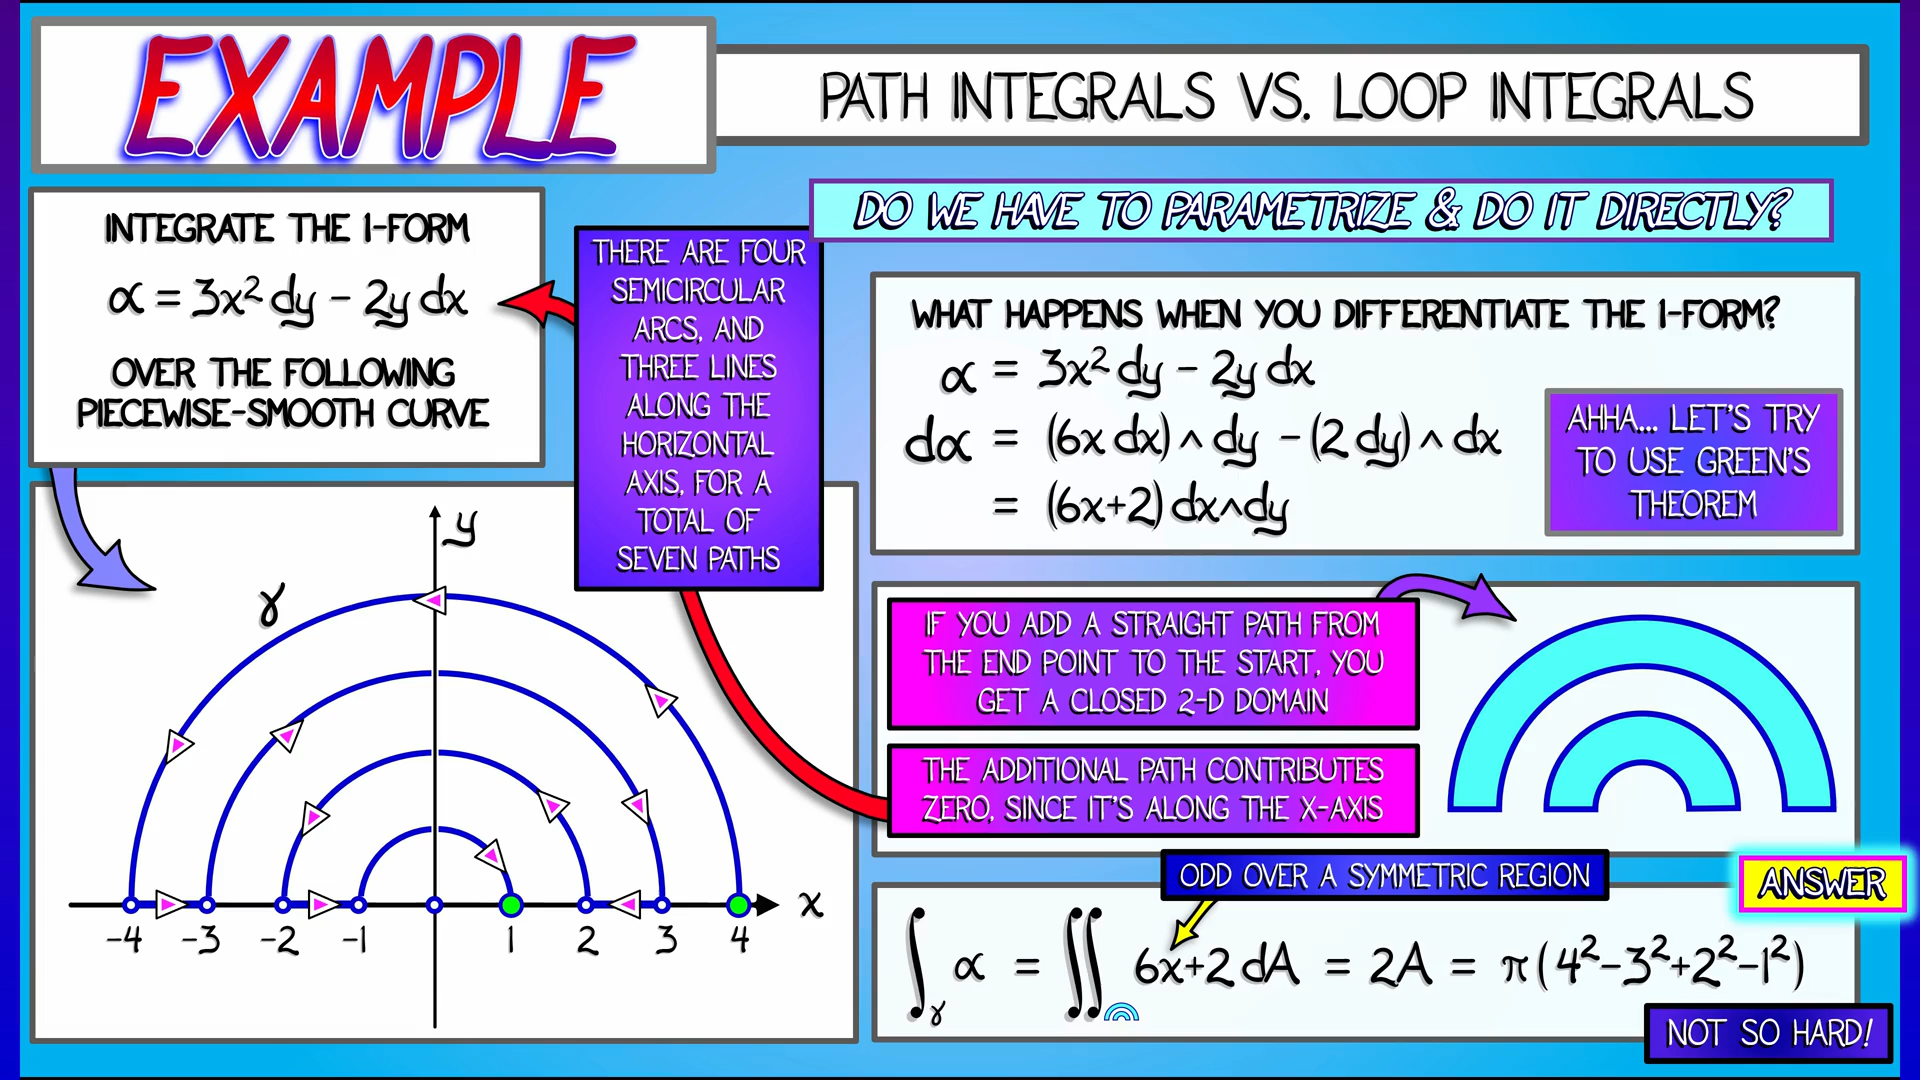 EXAMPLE
PATH INTEGRALS VS. LOOP INTEGRALS
INTEGRATE THE 1-FORM
α = 3x² dy - 2y dx
OVER THE FOLLOWING
PIECEWISE-SMOOTH CURVE
THERE ARE FOUR
SEMICIRCULAR
ARCS, AND
THREE LINES
ALONG THE
HORIZONTAL
AXIS, FOR A
TOTAL OF
SEVEN PATHS
DO WE HAVE TO PARAMETRIZE & DO IT DIRECTLY?
WHAT HAPPENS WHEN YOU DIFFERENTIATE THE 1-FORM?
α = 3x² dy - 2y dx
dα = (6x dx) ∧ dy - (2 dy) ∧ dx
= (6x+2) dx∧dy
AHHA... LET'S TRY
TO USE GREEN'S
THEOREM
y
γ
x
-4 -3 -2 -1 1 2 3 4
IF YOU ADD A STRAIGHT PATH FROM
THE END POINT TO THE START, YOU
GET A CLOSED 2-D DOMAIN
THE ADDITIONAL PATH CONTRIBUTES
ZERO, SINCE IT'S ALONG THE X-AXIS
ODD OVER A SYMMETRIC REGION
ANSWER
∫γ α = ∬ 6x+2 dA = 2A = π(4²-3²+2²-1²)
NOT SO HARD!